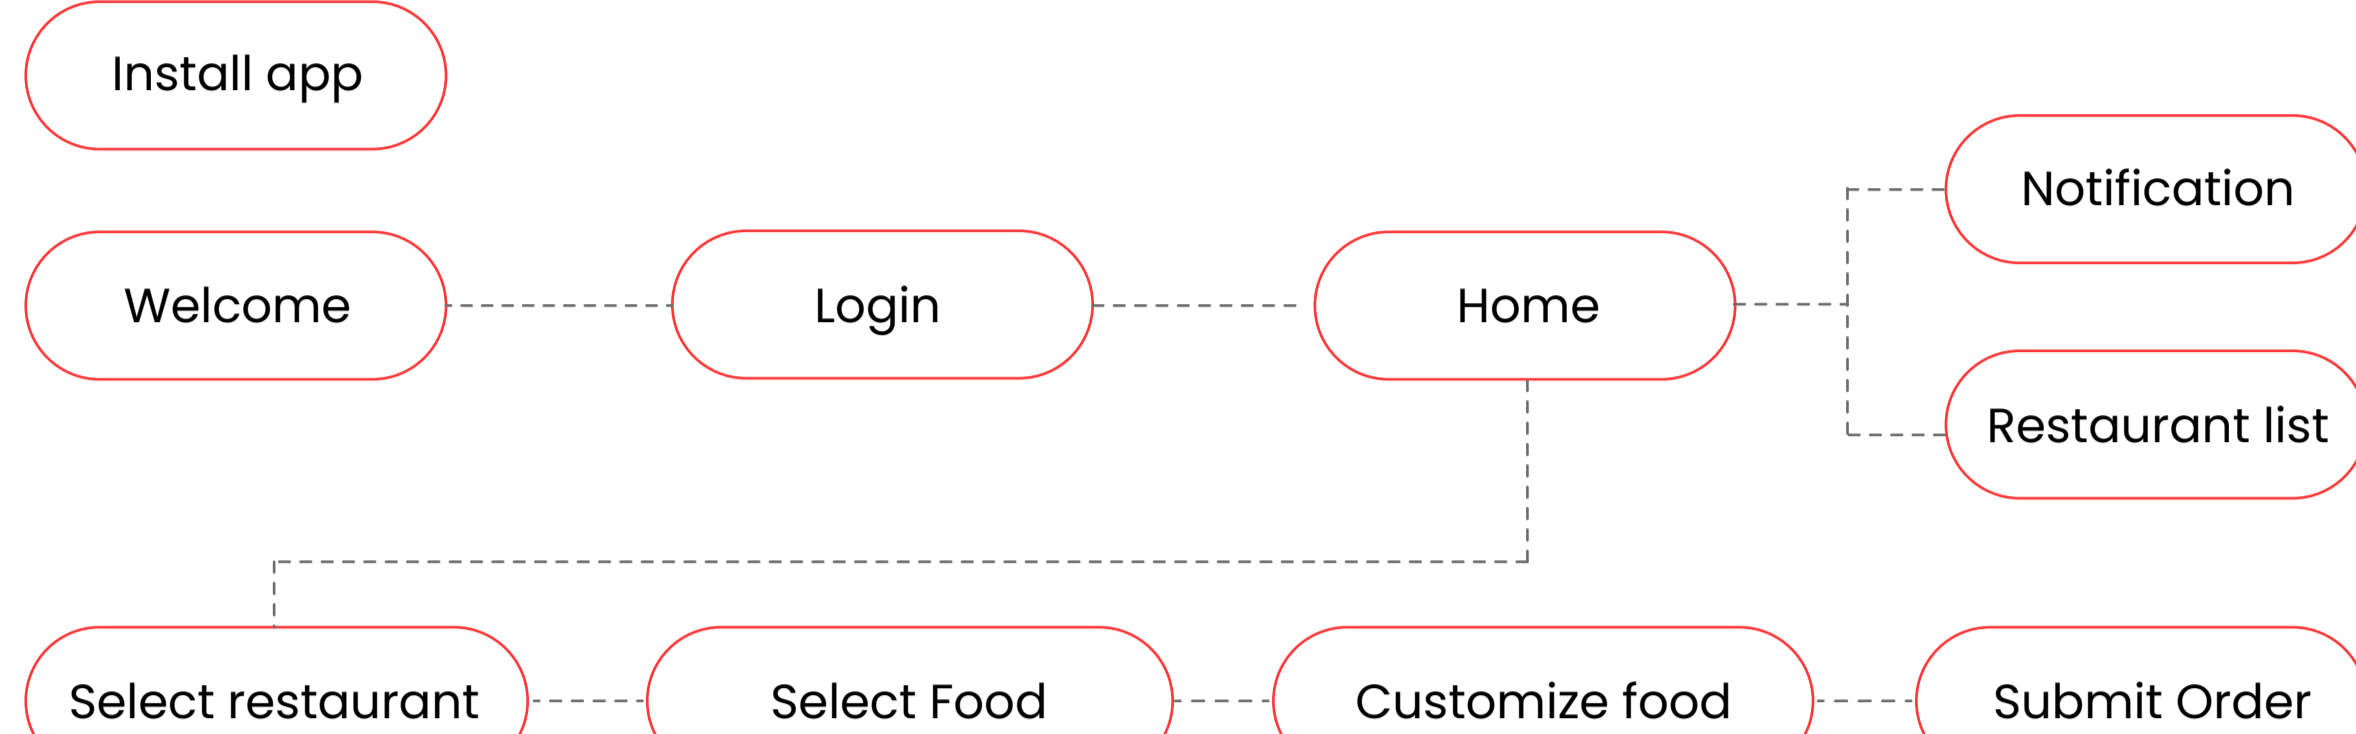 Install app
Notification
Welcome
Login
Home
Restaurant list
Select restaurant
Select Food
Customize food
Submit Order